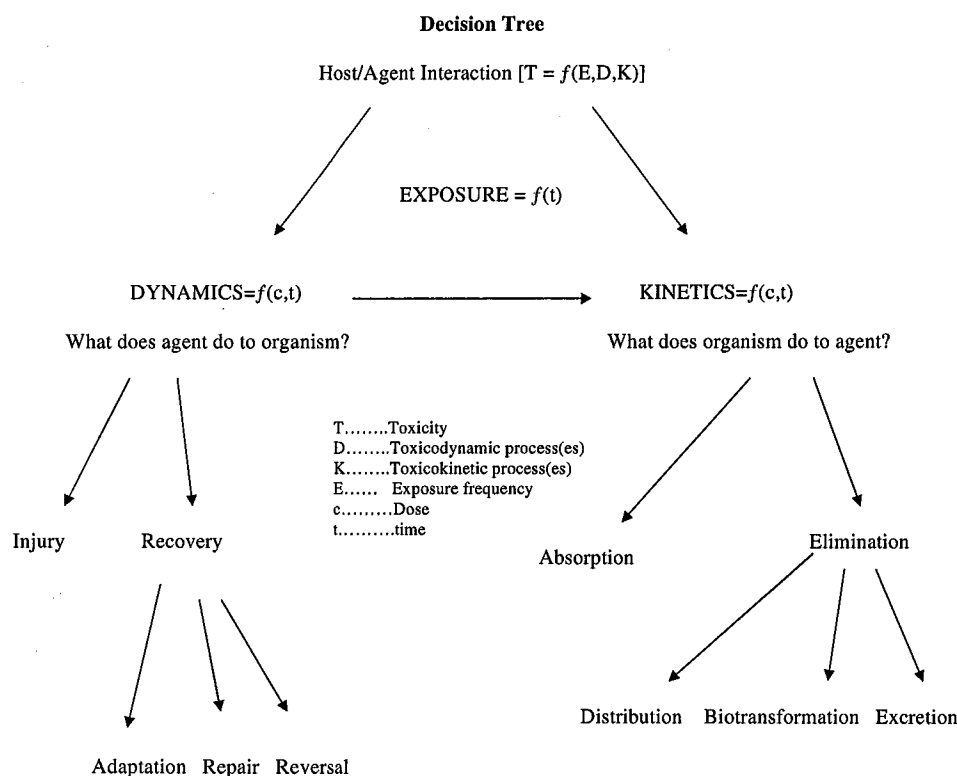 Decision Tree
Host/Agent Interaction [T = f(E,D,K)]
EXPOSURE = f(t)
DYNAMICS=f(c,t)
KINETICS=f(c,t)
What does agent do to organism?
What does organism do to agent?
T........Toxicity
D........Toxicodynamic process(es)
K........Toxicokinetic process(es)
E...... Exposure frequency
c.........Dose
t..........time
Injury
Recovery
Absorption
Elimination
Distribution
Biotransformation
Excretion
Adaptation
Repair
Reversal